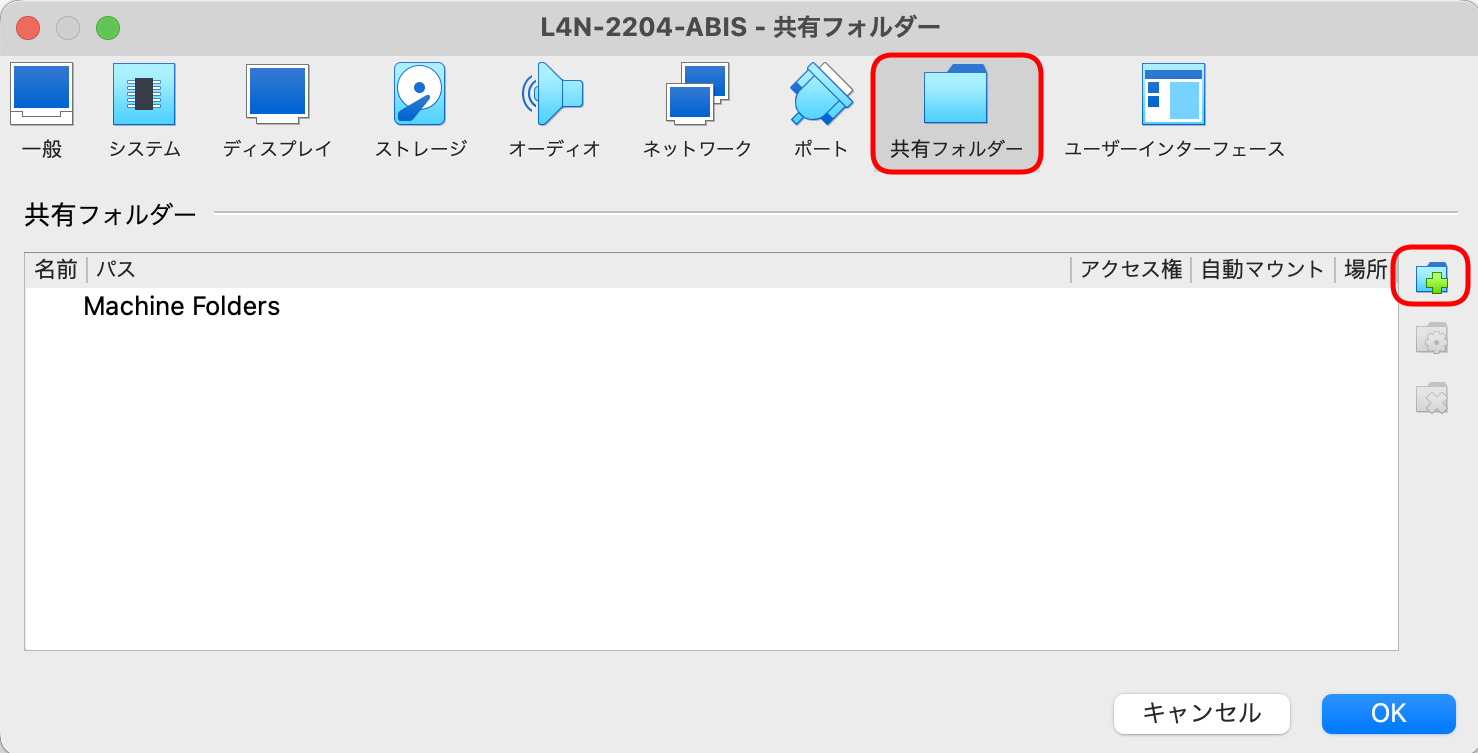 L4N-2204-ABIS - 共有フォルダー
一般 システム ディスプレイ ストレージ オーディオ ネットワーク ポート 共有フォルダー ユーザーインターフェース
共有フォルダー
名前 パス アクセス権 自動マウント 場所
Machine Folders
キャンセル OK